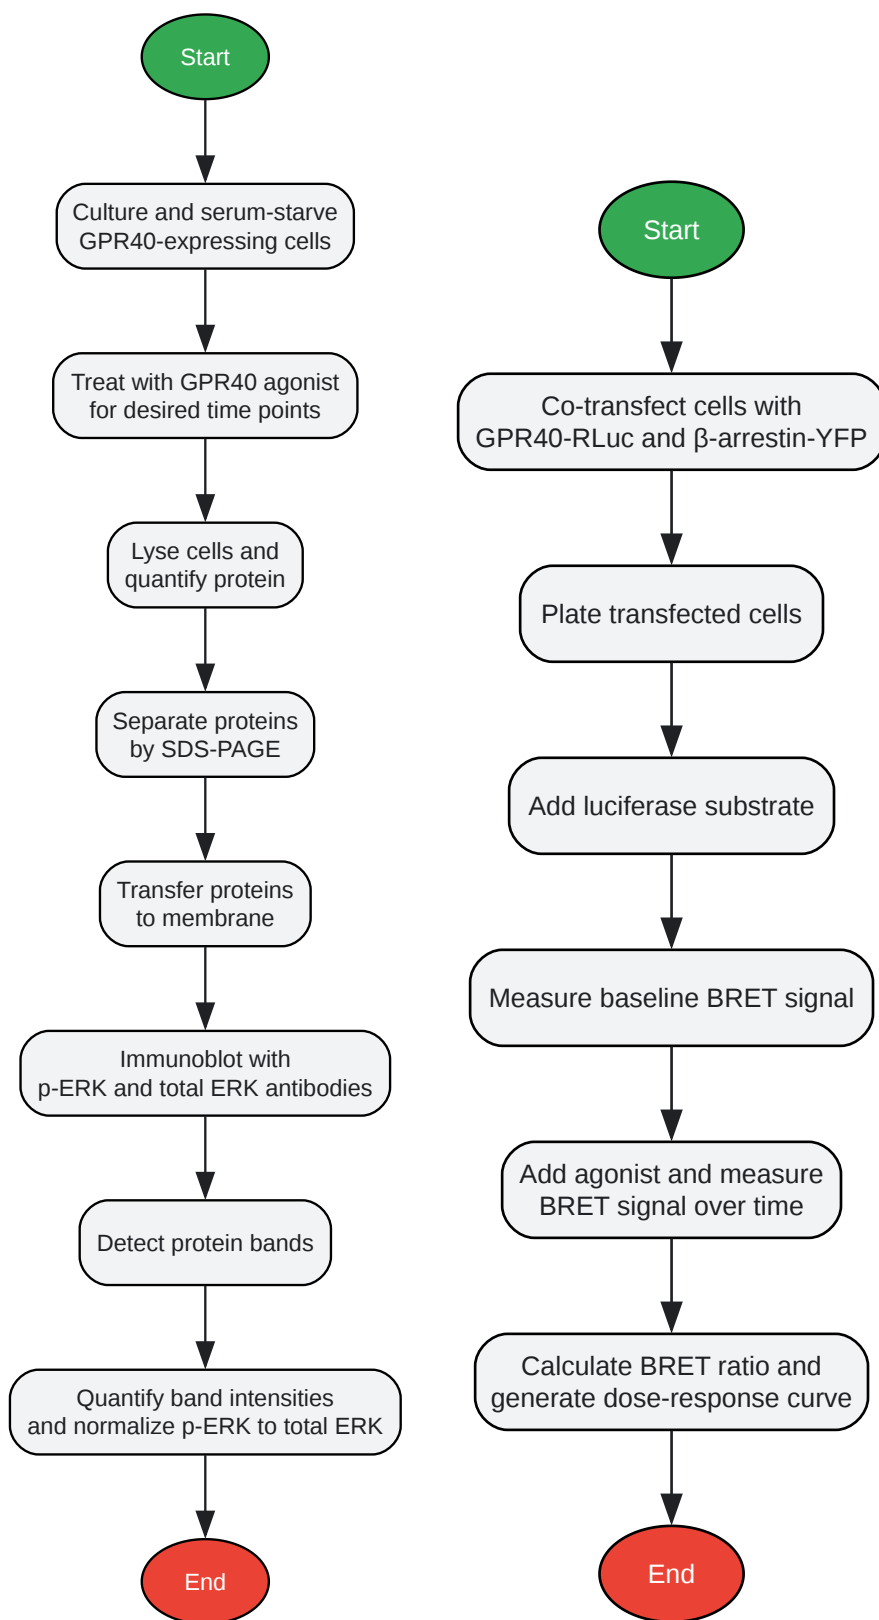 Start
Culture and serum-starve
GPR40-expressing cells
Treat with GPR40 agonist
for desired time points
Lyse cells and
quantify protein
Separate proteins
by SDS-PAGE
Transfer proteins
to membrane
Immunoblot with
p-ERK and total ERK antibodies
Detect protein bands
Quantify band intensities
and normalize p-ERK to total ERK
End
Start
Co-transfect cells with
GPR40-RLuc and β-arrestin-YFP
Plate transfected cells
Add luciferase substrate
Measure baseline BRET signal
Add agonist and measure
BRET signal over time
Calculate BRET ratio and
generate dose-response curve
End